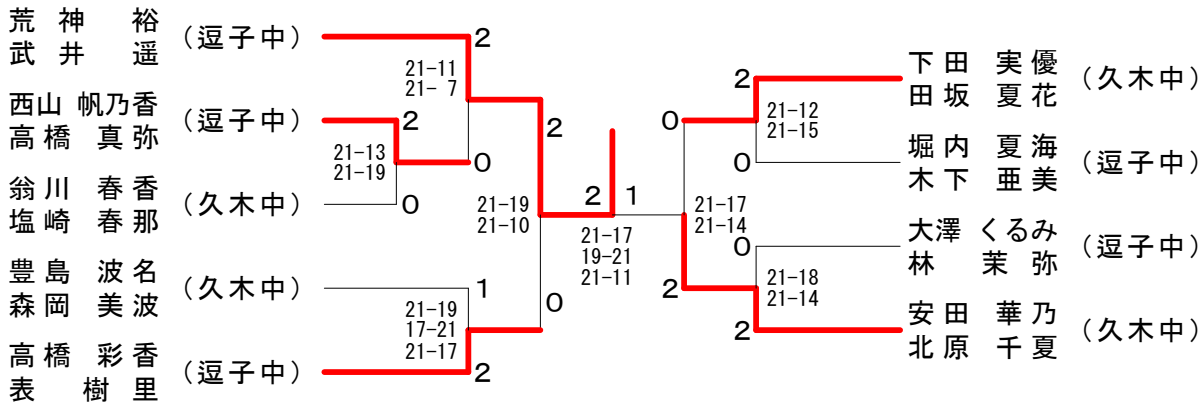 荒神 裕
武井 遥
(逗子中)
2
21-11
21- 7
西山 帆乃香
高橋 真弥
(逗子中)
2
0
21-13
21-19
翁川 春香
塩崎 春那
(久木中)
0
2
21-19
21-10
豊島 波名
森岡 美波
(久木中)
1
0
21-19
17-21
21-17
高橋 彩香
表 樹里
(逗子中)
2
2
1
21-17
19-21
21-11
下田 実優
田坂 夏花
(久木中)
2
0
21-12
21-15
堀内 夏海
木下 亜美
(逗子中)
0
21-17
21-14
大澤 くるみ
林 茉弥
(逗子中)
0
2
21-18
21-14
安田 華乃
北原 千夏
(久木中)
2